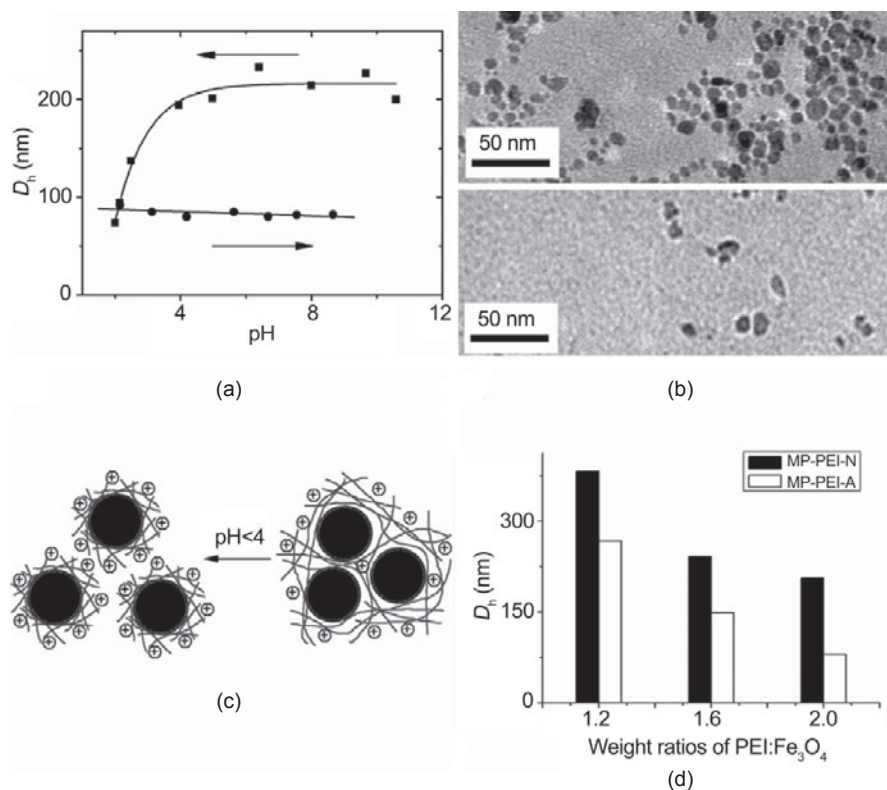 200
100
0
D_h (nm)
4
8
12
pH
(a)
50 nm
50 nm
(b)
pH<4
(c)
MP-PEI-N
MP-PEI-A
300
150
0
D_h (nm)
1.2
1.6
2.0
Weight ratios of PEI:Fe₃O₄
(d)